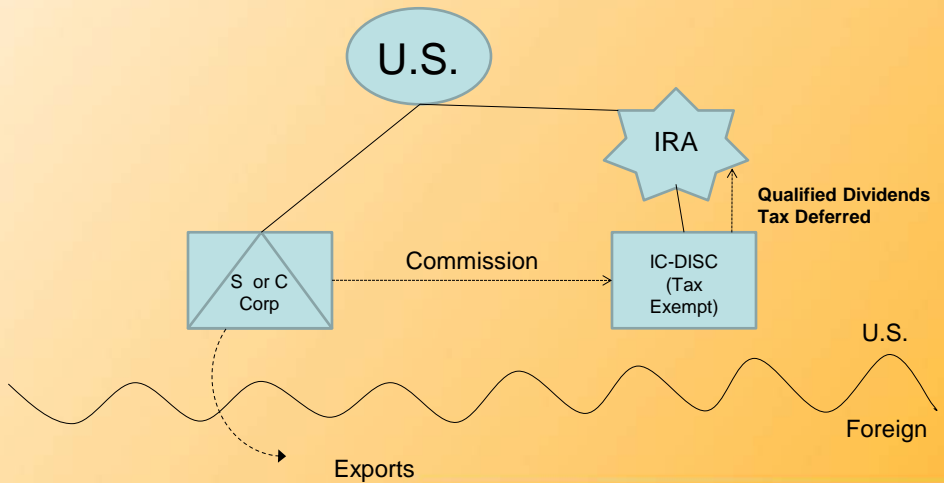 U.S.
IRA
Qualified Dividends
Tax Deferred
S or C
Corp
Commission
IC-DISC
(Tax
Exempt)
U.S.
Foreign
Exports